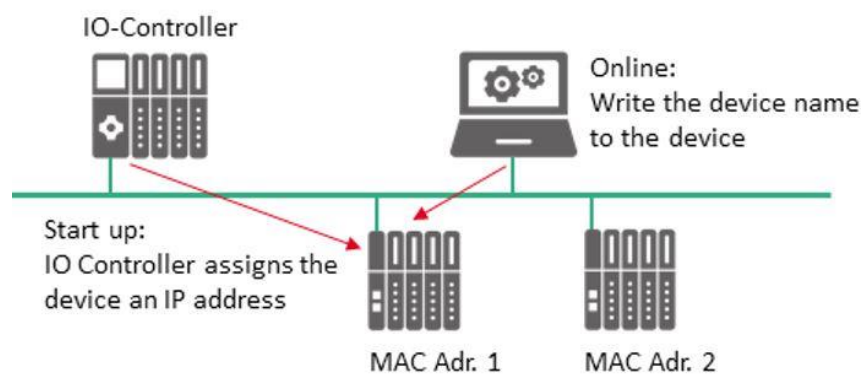 IO-Controller
Online:
Write the device name
to the device
Start up:
IO Controller assigns the
device an IP address
MAC Adr. 1
MAC Adr. 2